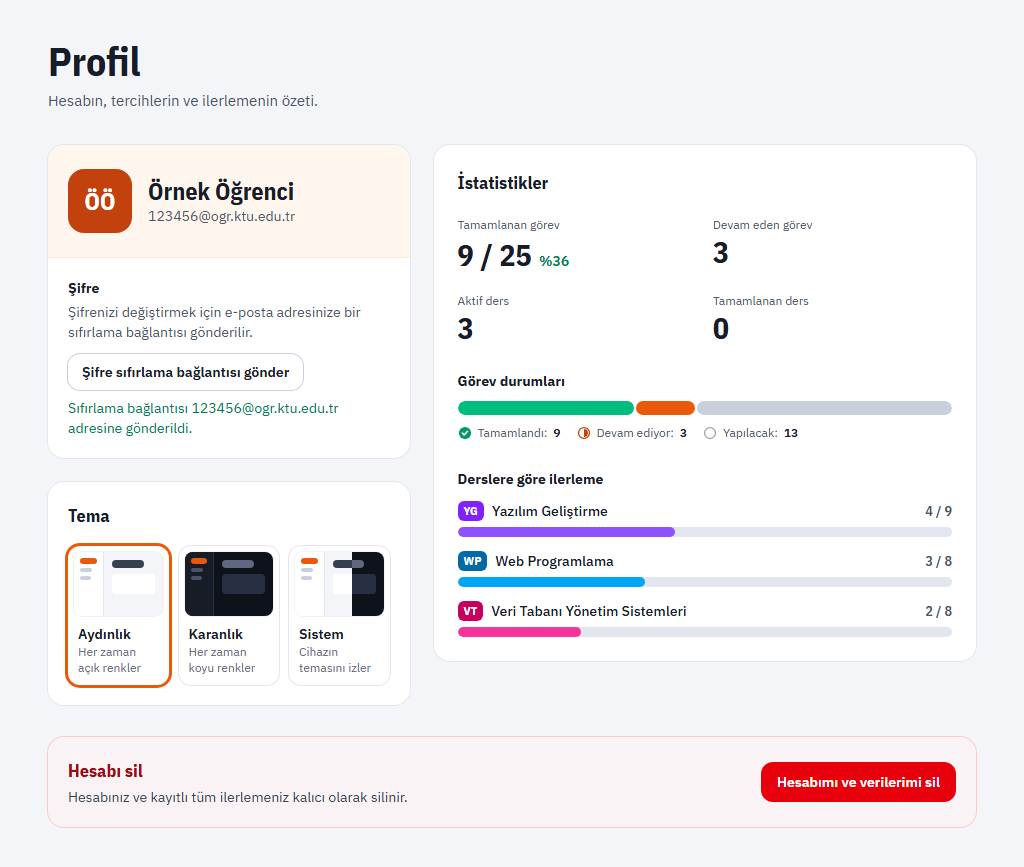 Profil
Hesabın, tercihlerin ve ilerlemenin özeti.
ÖÖ
Örnek Öğrenci
123456@ogr.ktu.edu.tr
Şifre
Şifrenizi değiştirmek için e-posta adresinize bir
sıfırlama bağlantısı gönderilir.
Şifre sıfırlama bağlantısı gönder
Sıfırlama bağlantısı 123456@ogr.ktu.edu.tr
adresine gönderildi.
Tema
Aydınlık
Her zaman
açık renkler
Karanlık
Her zaman
koyu renkler
Sistem
Cihazın
temasını izler
İstatistikler
Tamamlanan görev
9 / 25 %36
Devam eden görev
3
Aktif ders
3
Tamamlanan ders
0
Görev durumları
Tamamlandı: 9 Devam ediyor: 3 Yapılacak: 13
Derslere göre ilerleme
YG Yazılım Geliştirme 4 / 9
WP Web Programlama 3 / 8
VT Veri Tabanı Yönetim Sistemleri 2 / 8
Hesabı sil
Hesabınız ve kayıtlı tüm ilerlemeniz kalıcı olarak silinir.
Hesabımı ve verilerimi sil